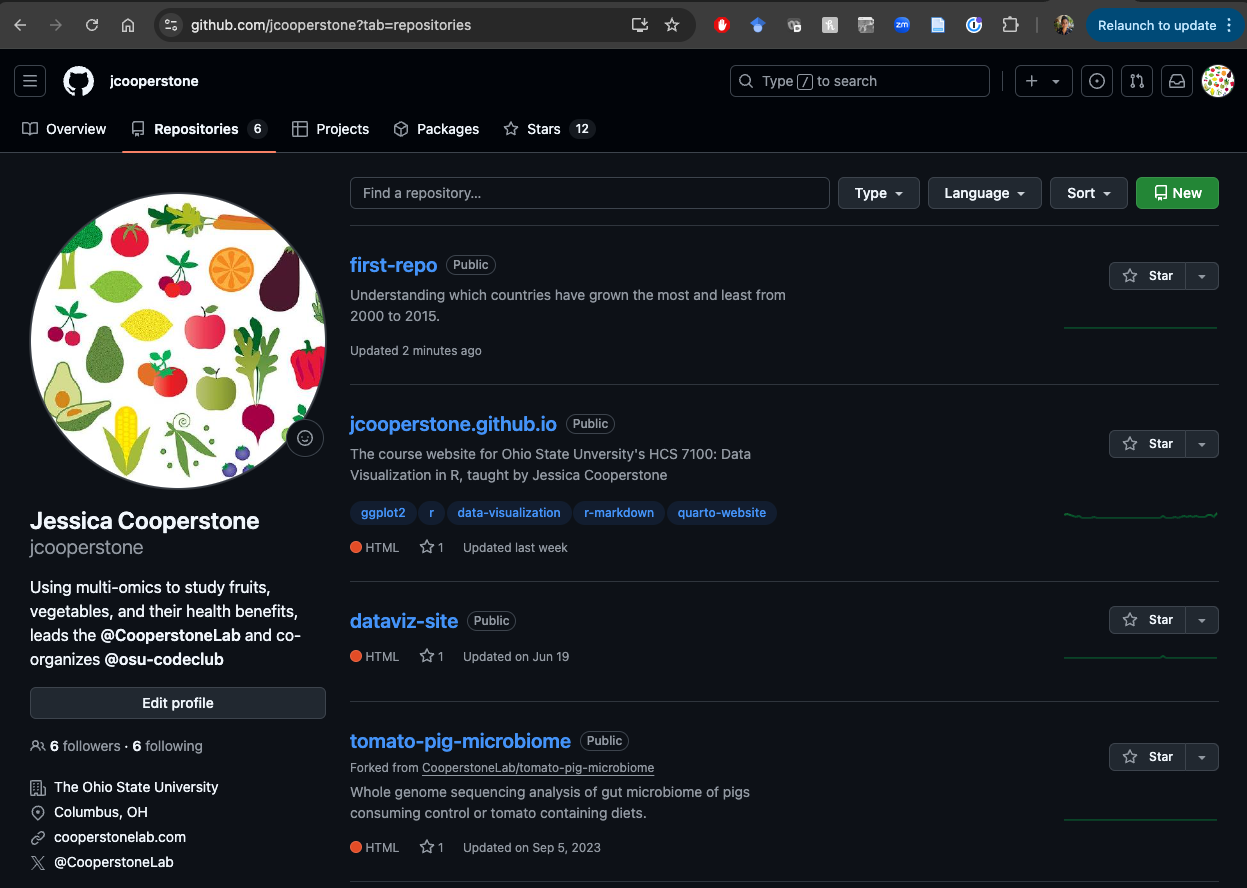 github.com/jcooperstone?tab=repositories
zm
Relaunch to update
jcooperstone
Type / to search
Overview
Repositories 6
Projects
Packages
Stars 12
Find a repository...
Type
Language
Sort
New
first-repo Public
Star
Understanding which countries have grown the most and least from
2000 to 2015.
Updated 2 minutes ago
jcooperstone.github.io Public
Star
The course website for Ohio State Unversity's HCS 7100: Data
Visualization in R, taught by Jessica Cooperstone
ggplot2 r data-visualization r-markdown quarto-website
HTML 1 Updated last week
dataviz-site Public
Star
HTML 1 Updated on Jun 19
tomato-pig-microbiome Public
Star
Forked from CooperstoneLab/tomato-pig-microbiome
Whole genome sequencing analysis of gut microbiome of pigs
consuming control or tomato containing diets.
HTML 1 Updated on Sep 5, 2023
Jessica Cooperstone
jcooperstone
Using multi-omics to study fruits,
vegetables, and their health benefits,
leads the @CooperstoneLab and co-
organizes @osu-codeclub
Edit profile
6 followers · 6 following
The Ohio State University
Columbus, OH
cooperstonelab.com
@CooperstoneLab